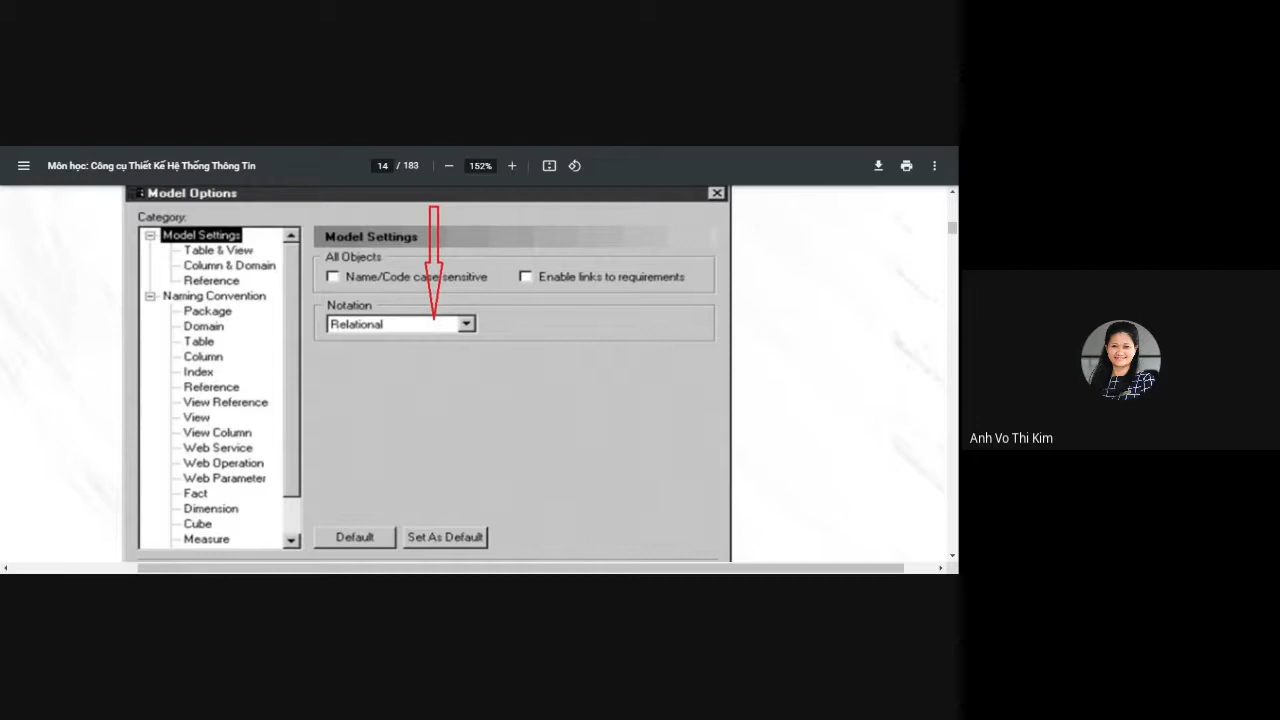 Môn học: Công cụ Thiết Kế Hệ Thống Thông Tin
14 / 183
152%
Model Options
Category:
Model Settings
Table & View
Column & Domain
Reference
Naming Convention
Package
Domain
Table
Column
Index
Reference
View Reference
View
View Column
Web Service
Web Operation
Web Parameter
Fact
Dimension
Cube
Measure
Model Settings
All Objects
Name/Code case sensitive
Enable links to requirements
Notation
Relational
Default
Set As Default
Anh Vo Thi Kim